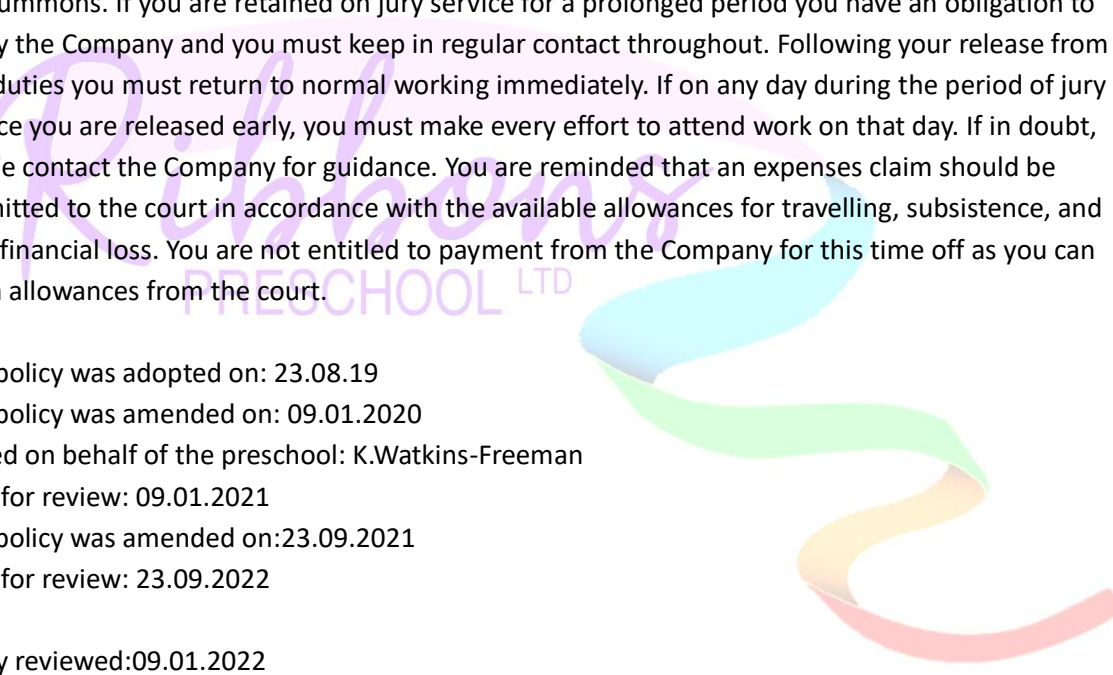 ummons. If you are retained on jury service for a prolonged period you have an obligation to
y the Company and you must keep in regular contact throughout. Following your release from
duties you must return to normal working immediately. If on any day during the period of jury
ce you are released early, you must make every effort to attend work on that day. If in doubt,
e contact the Company for guidance. You are reminded that an expenses claim should be
nitted to the court in accordance with the available allowances for travelling, subsistence, and
financial loss. You are not entitled to payment from the Company for this time off as you can
allowances from the court.
Ribbons
PRESCHOOL LTD
policy was adopted on: 23.08.19
policy was amended on: 09.01.2020
ed on behalf of the preschool: K.Watkins-Freeman
for review: 09.01.2021
policy was amended on:23.09.2021
for review: 23.09.2022
y reviewed:09.01.2022